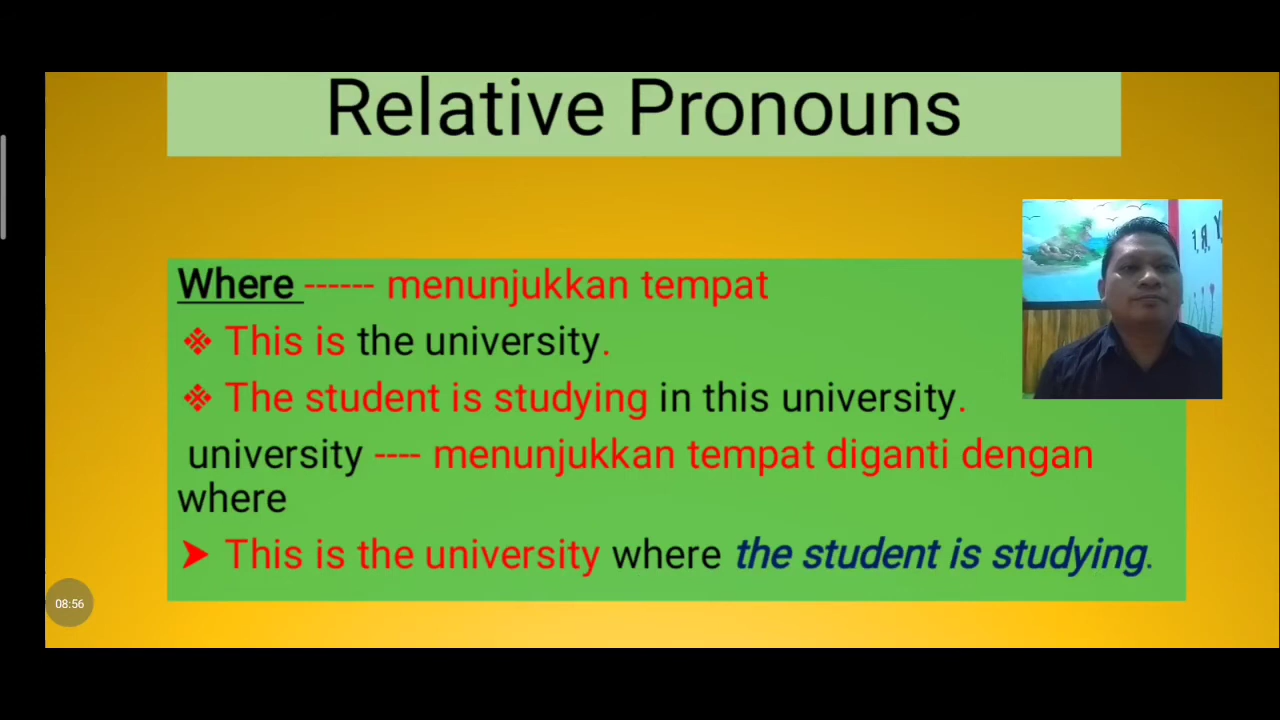 Relative Pronouns
Where ------ menunjukkan tempat
❖ This is the university.
❖ The student is studying in this university.
university ---- menunjukkan tempat diganti dengan
where
➤ This is the university where the student is studying.
08:56